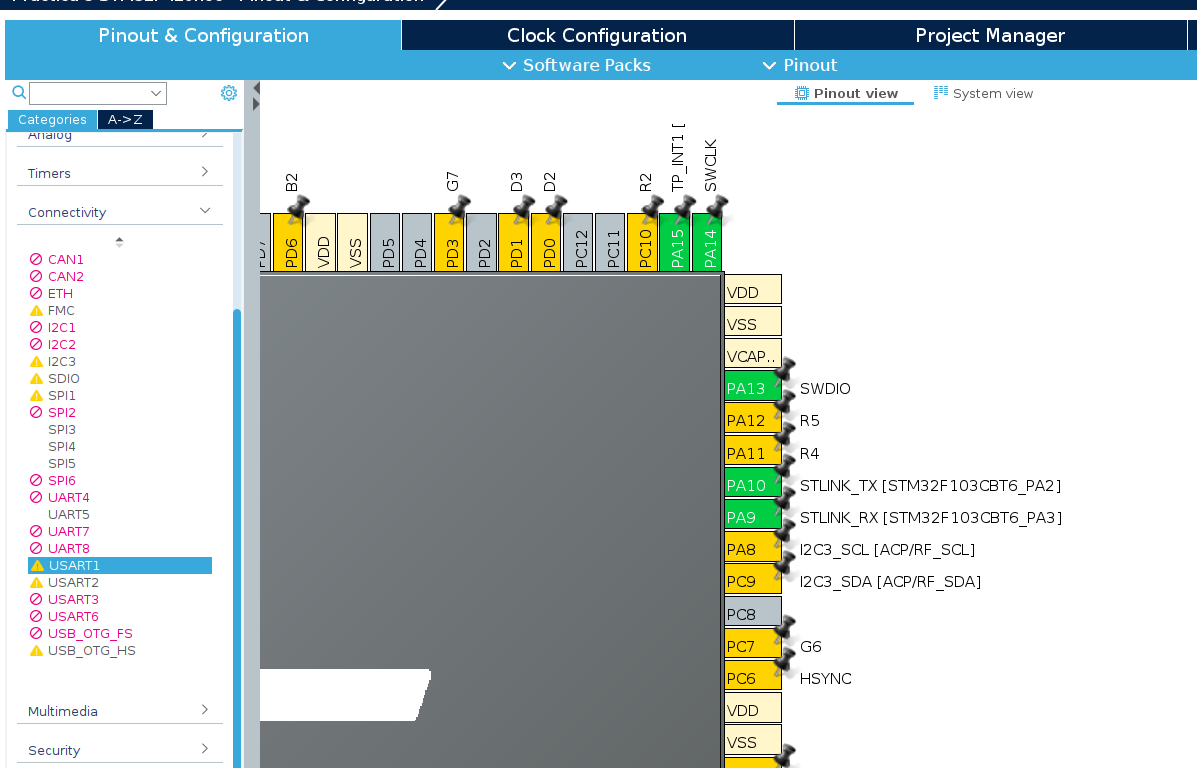 Pinout & Configuration
Clock Configuration
Project Manager
Software Packs
Pinout
Categories
A->Z
Pinout view
System view
Analog
Timers
Connectivity
CAN1
CAN2
ETH
FMC
I2C1
I2C2
I2C3
SDIO
SPI1
SPI2
SPI3
SPI4
SPI5
SPI6
UART4
UART5
UART7
UART8
USART1
USART2
USART3
USART6
USB_OTG_FS
USB_OTG_HS
Multimedia
Security
B2
G7
D3
D2
R2
TP_INT1 [
SWCLK
PD7
PD6
VDD
VSS
PD5
PD4
PD3
PD2
PD1
PD0
PC12
PC11
PC10
PA15
PA14
VDD
VSS
VCAP..
PA13 SWDIO
PA12 R5
PA11 R4
PA10 STLINK_TX [STM32F103CBT6_PA2]
PA9 STLINK_RX [STM32F103CBT6_PA3]
PA8 I2C3_SCL [ACP/RF_SCL]
PC9 I2C3_SDA [ACP/RF_SDA]
PC8
PC7 G6
PC6 HSYNC
VDD
VSS